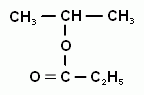 CH₃ — CH — CH₃
O
O = C — C₂H₅